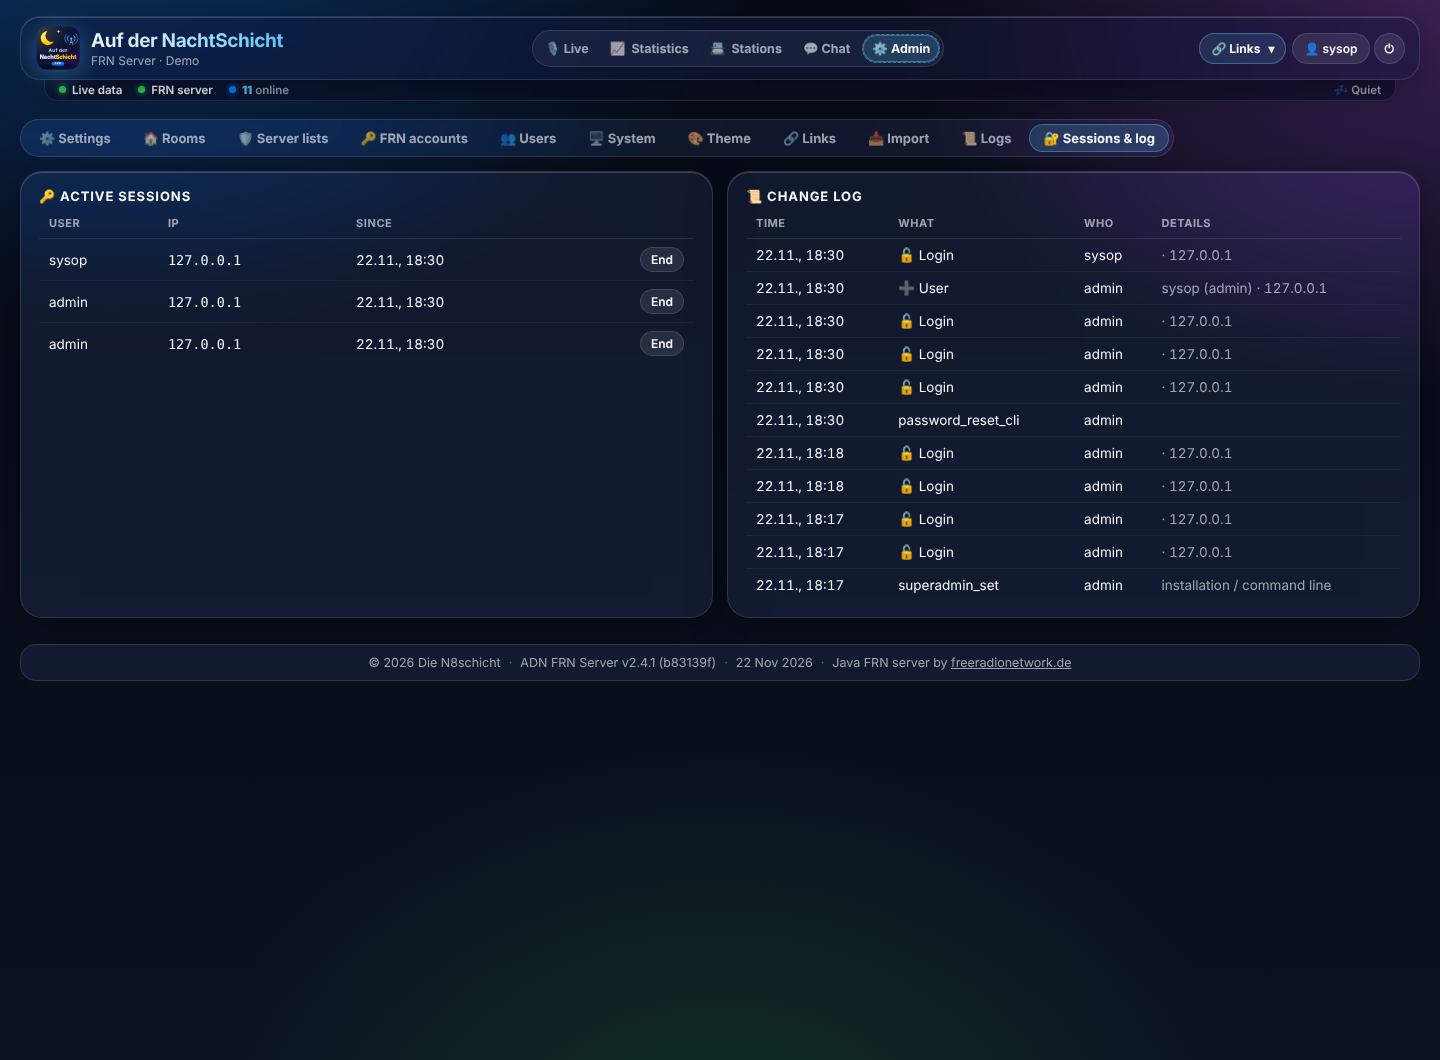 Auf der NachtSchicht
FRN Server · Demo
Live
Statistics
Stations
Chat
Admin
Links ▾
sysop
Auf der
NachtSchicht
Live data
FRN server
11 online
Quiet
Settings
Rooms
Server lists
FRN accounts
Users
System
Theme
Links
Import
Logs
Sessions & log
ACTIVE SESSIONS
USER IP SINCE
sysop 127.0.0.1 22.11., 18:30 End
admin 127.0.0.1 22.11., 18:30 End
admin 127.0.0.1 22.11., 18:30 End
CHANGE LOG
TIME WHAT WHO DETAILS
22.11., 18:30 Login sysop · 127.0.0.1
22.11., 18:30 User admin sysop (admin) · 127.0.0.1
22.11., 18:30 Login admin · 127.0.0.1
22.11., 18:30 Login admin · 127.0.0.1
22.11., 18:30 Login admin · 127.0.0.1
22.11., 18:30 password_reset_cli admin
22.11., 18:18 Login admin · 127.0.0.1
22.11., 18:18 Login admin · 127.0.0.1
22.11., 18:17 Login admin · 127.0.0.1
22.11., 18:17 Login admin · 127.0.0.1
22.11., 18:17 superadmin_set admin installation / command line
© 2026 Die N8schicht · ADN FRN Server v2.4.1 (b83139f) · 22 Nov 2026 · Java FRN server by freeradionetwork.de